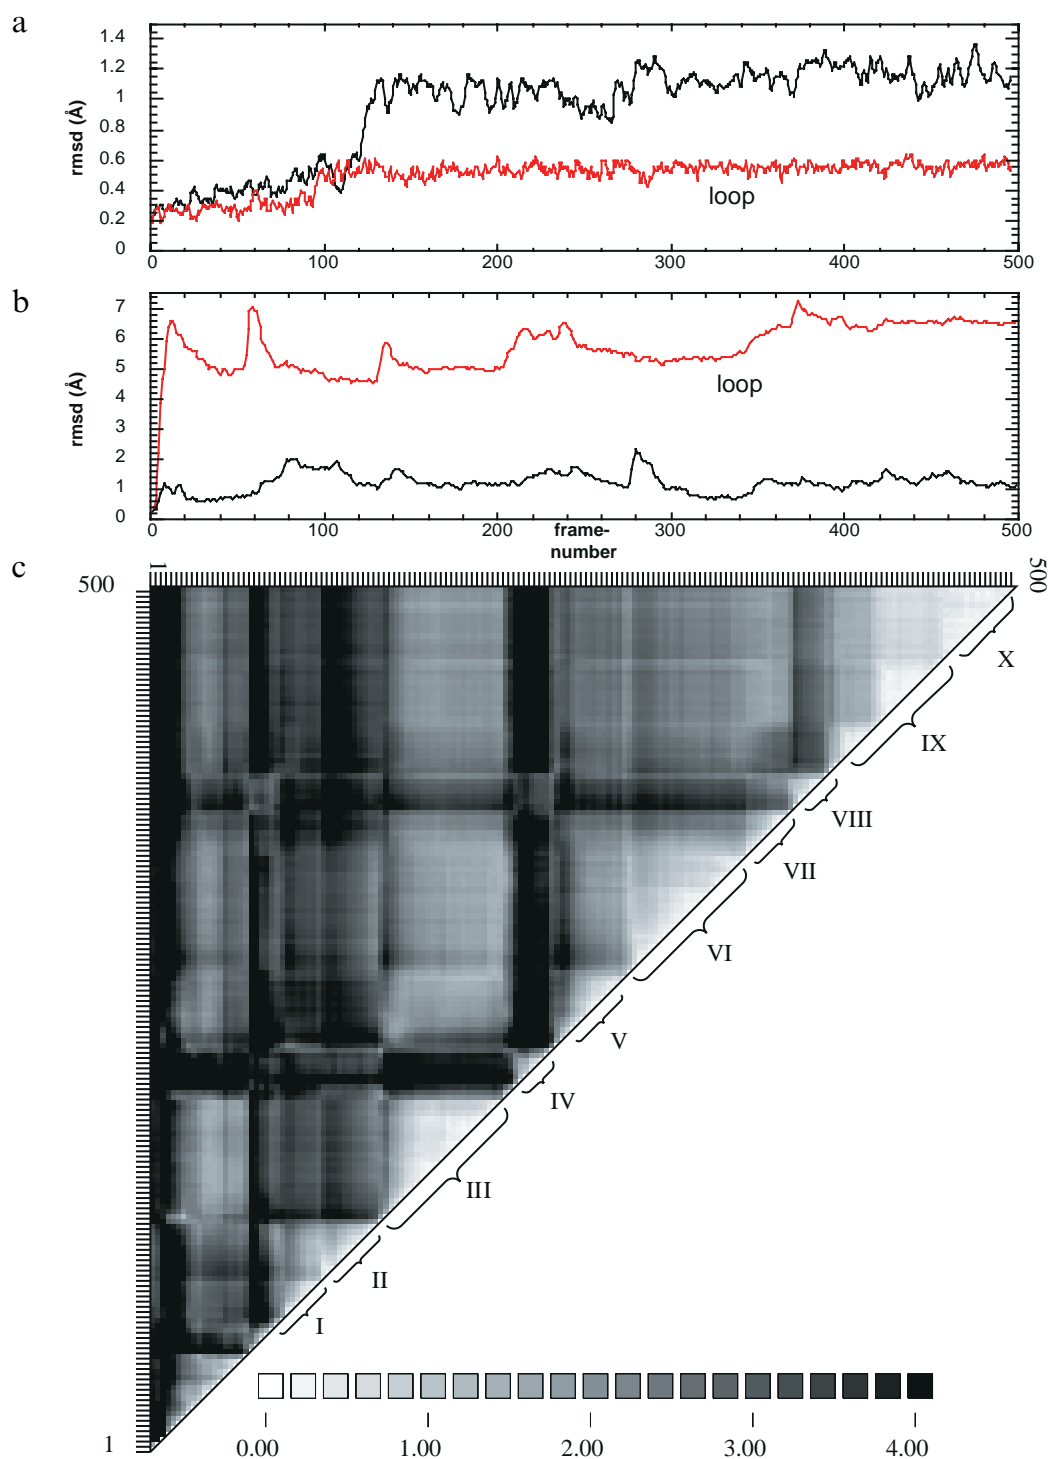 a
1.4
1.2
1
0.8
0.6
0.4
0.2
0
rmsd (Å)
loop
0 100 200 300 400 500
b
7
6
5
4
3
2
1
0
rmsd (Å)
loop
0 100 200 300 400 500
frame-
number
c
500
1
500
X
IX
VIII
VII
VI
V
IV
III
II
I
1
0.00 1.00 2.00 3.00 4.00